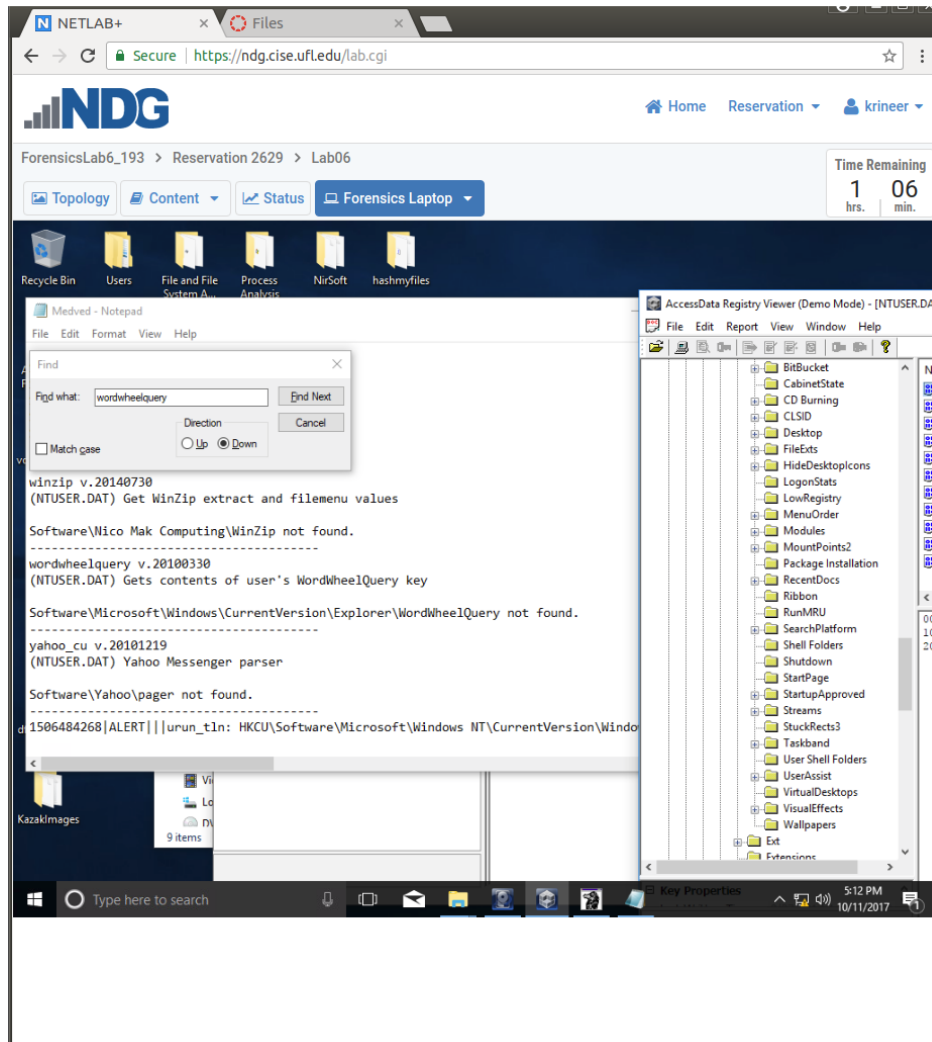 NETLAB+
Files
Secure
https://ndg.cise.ufl.edu/lab.cgi
NDG
Home
Reservation
krineer
ForensicsLab6_193 > Reservation 2629 > Lab06
Time Remaining
1 06
hrs. min.
Topology
Content
Status
Forensics Laptop
Recycle Bin
Users
File and File
System A...
Process
Analysis
NirSoft
hashmyfiles
Medved - Notepad
File Edit Format View Help
Find
Find what:
wordwheelquery
Find Next
Cancel
Direction
Up
Down
Match case
winzip v.20140730
(NTUSER.DAT) Get WinZip extract and filemenu values
Software\Nico Mak Computing\WinZip not found.
----------------------------------------
wordwheelquery v.20100330
(NTUSER.DAT) Gets contents of user's WordWheelQuery key
Software\Microsoft\Windows\CurrentVersion\Explorer\WordWheelQuery not found.
----------------------------------------
yahoo_cu v.20101219
(NTUSER.DAT) Yahoo Messenger parser
Software\Yahoo\pager not found.
----------------------------------------
1506484268|ALERT|||urun_tln: HKCU\Software\Microsoft\Windows NT\CurrentVersion\Windo
AccessData Registry Viewer (Demo Mode) - [NTUSER.DA
File Edit Report View Window Help
BitBucket
CabinetState
CD Burning
CLSID
Desktop
FileExts
HideDesktopIcons
LogonStats
LowRegistry
MenuOrder
Modules
MountPoints2
Package Installation
RecentDocs
Ribbon
RunMRU
SearchPlatform
Shell Folders
Shutdown
StartPage
StartupApproved
Streams
StuckRects3
Taskband
User Shell Folders
UserAssist
VirtualDesktops
VisualEffects
Wallpapers
Ext
Extensions
N
00
10
20
KazakImages
Vi
Lo
9 items
Key Properties
Type here to search
5:12 PM
10/11/2017
1